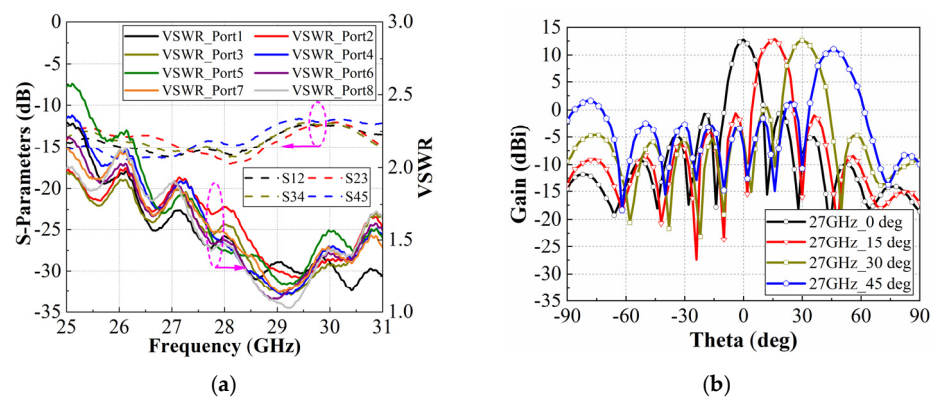 0
-5
-10
-15
-20
-25
-30
-35
S-Parameters (dB)
VSWR_Port1 VSWR_Port2
VSWR_Port3 VSWR_Port4
VSWR_Port5 VSWR_Port6
VSWR_Port7 VSWR_Port8
S12 S23
S34 S45
3.0
2.5
2.0
1.5
1.0
VSWR
25 26 27 28 29 30 31
Frequency (GHz)
(a)
15
10
5
0
-5
-10
-15
-20
-25
-30
-35
Gain (dBi)
27GHz_0 deg
27GHz_15 deg
27GHz_30 deg
27GHz_45 deg
-90 -60 -30 0 30 60 90
Theta (deg)
(b)